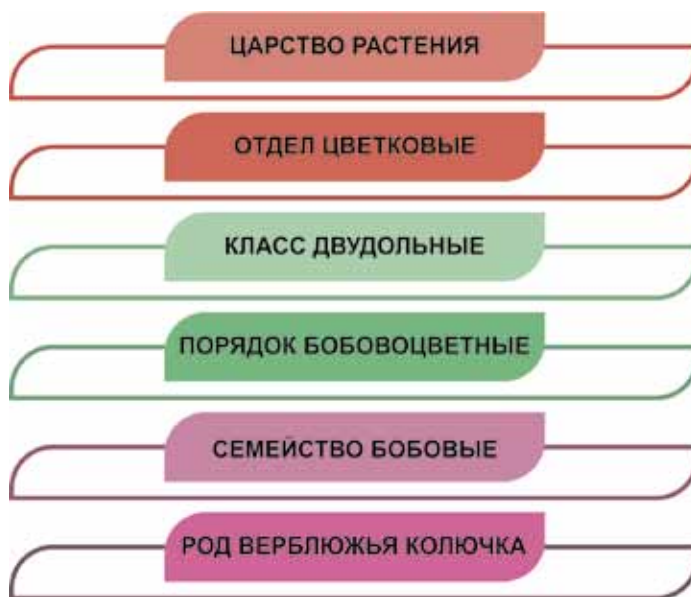 ЦАРСТВО РАСТЕНИЯ
ОТДЕЛ ЦВЕТКОВЫЕ
КЛАСС ДВУДОЛЬНЫЕ
ПОРЯДОК БОБОВОЦВЕТНЫЕ
СЕМЕЙСТВО БОБОВЫЕ
РОД ВЕРБЛЮЖЬЯ КОЛЮЧКА